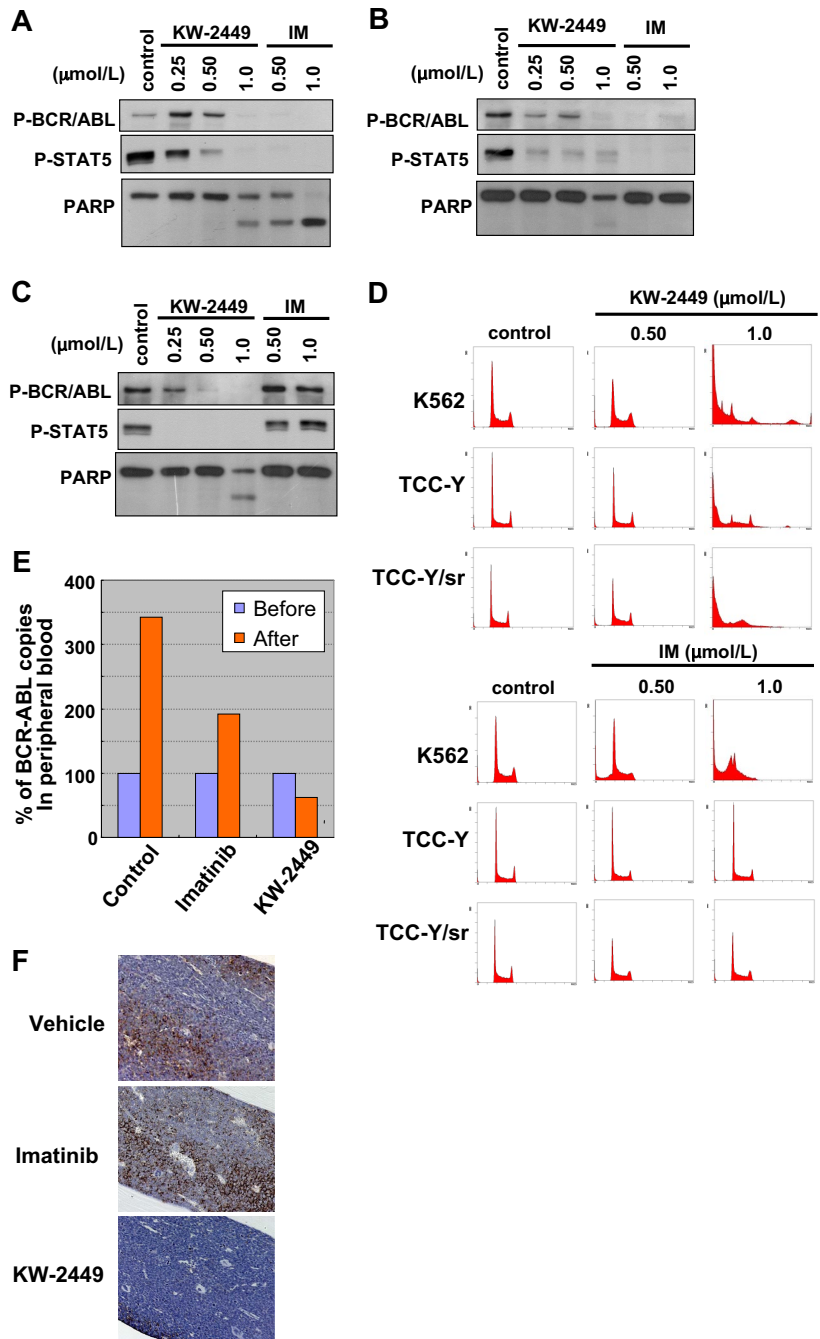 A
control
KW-2449
IM
(µmol/L)
0.25
0.50
1.0
0.50
1.0
P-BCR/ABL
P-STAT5
PARP
B
control
KW-2449
IM
(µmol/L)
0.25
0.50
1.0
0.50
1.0
P-BCR/ABL
P-STAT5
PARP
C
control
KW-2449
IM
(µmol/L)
0.25
0.50
1.0
0.50
1.0
P-BCR/ABL
P-STAT5
PARP
D
KW-2449 (µmol/L)
control
0.50
1.0
K562
TCC-Y
TCC-Y/sr
IM (µmol/L)
control
0.50
1.0
K562
TCC-Y
TCC-Y/sr
E
% of BCR-ABL copies
In peripheral blood
400
300
200
100
0
Before
After
Control
Imatinib
KW-2449
F
Vehicle
Imatinib
KW-2449